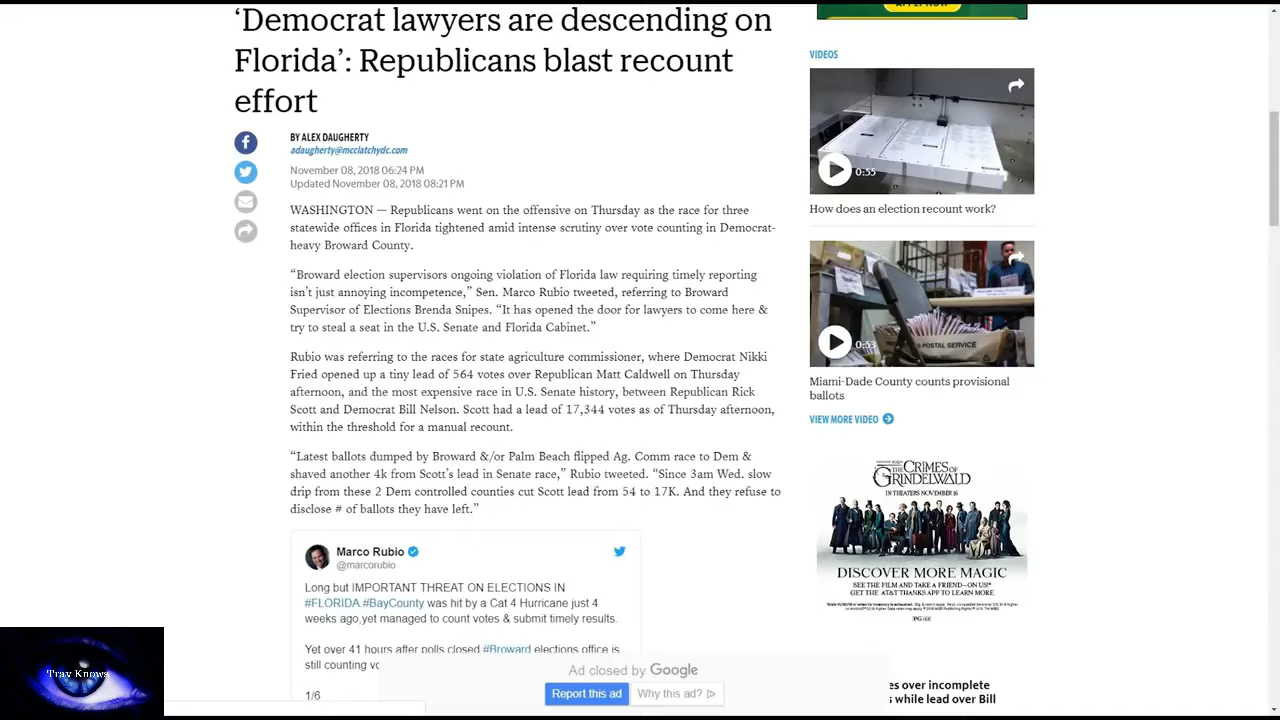 ‘Democrat lawyers are descending on
Florida’: Republicans blast recount
effort
BY ALEX DAUGHERTY
adaugherty@mcclatchydc.com
November 08, 2018 06:24 PM
Updated November 08, 2018 08:21 PM
WASHINGTON — Republicans went on the offensive on Thursday as the race for three
statewide offices in Florida tightened amid intense scrutiny over vote counting in Democrat-
heavy Broward County.
“Broward election supervisors ongoing violation of Florida law requiring timely reporting
isn’t just annoying incompetence,” Sen. Marco Rubio tweeted, referring to Broward
Supervisor of Elections Brenda Snipes. “It has opened the door for lawyers to come here &
try to steal a seat in the U.S. Senate and Florida Cabinet.”
Rubio was referring to the races for state agriculture commissioner, where Democrat Nikki
Fried opened up a tiny lead of 564 votes over Republican Matt Caldwell on Thursday
afternoon, and the most expensive race in U.S. Senate history, between Republican Rick
Scott and Democrat Bill Nelson. Scott had a lead of 17,344 votes as of Thursday afternoon,
within the threshold for a manual recount.
“Latest ballots dumped by Broward &/or Palm Beach flipped Ag. Comm race to Dem &
shaved another 4k from Scott’s lead in Senate race,” Rubio tweeted. “Since 3am Wed. slow
drip from these 2 Dem controlled counties cut Scott lead from 54 to 17K. And they refuse to
disclose # of ballots they have left.”
Marco Rubio
@marcorubio
Long but IMPORTANT THREAT ON ELECTIONS IN
#FLORIDA.#BayCounty was hit by a Cat 4 Hurricane just 4
weeks ago,yet managed to count votes & submit timely results.
Yet over 41 hours after polls closed #Broward elections office is
still counting vo
1/6
Ad closed by Google
Report this ad
Why this ad?
VIDEOS
0:55
How does an election recount work?
POSTAL SERVICE
0:53
Miami-Dade County counts provisional
ballots
VIEW MORE VIDEO
THE CRIMES OF
GRINDELWALD
IN THEATERS NOVEMBER 16
DISCOVER MORE MAGIC
SEE THE FILM AND TAKE A FRIEND—ON US!*
GET THE AT&T THANKS APP TO LEARN MORE.
PG-13
es over incomplete
s while lead over Bill
Trav Knows